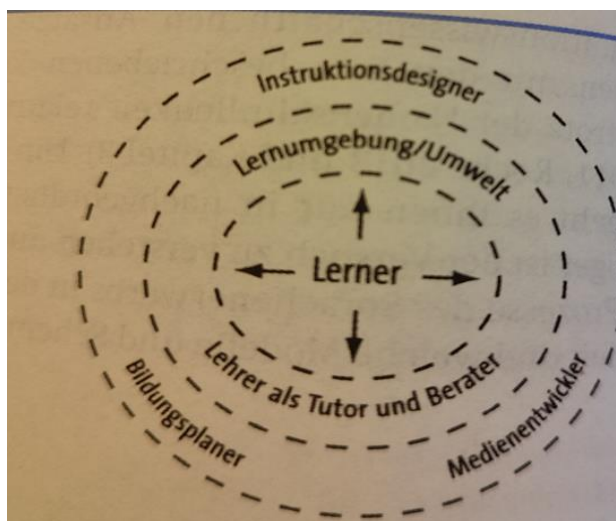 Instruktionsdesigner
Lernumgebung/Umwelt
Lerner
Lehrer als Tutor und Berater
Bildungsplaner
Medienentwickler